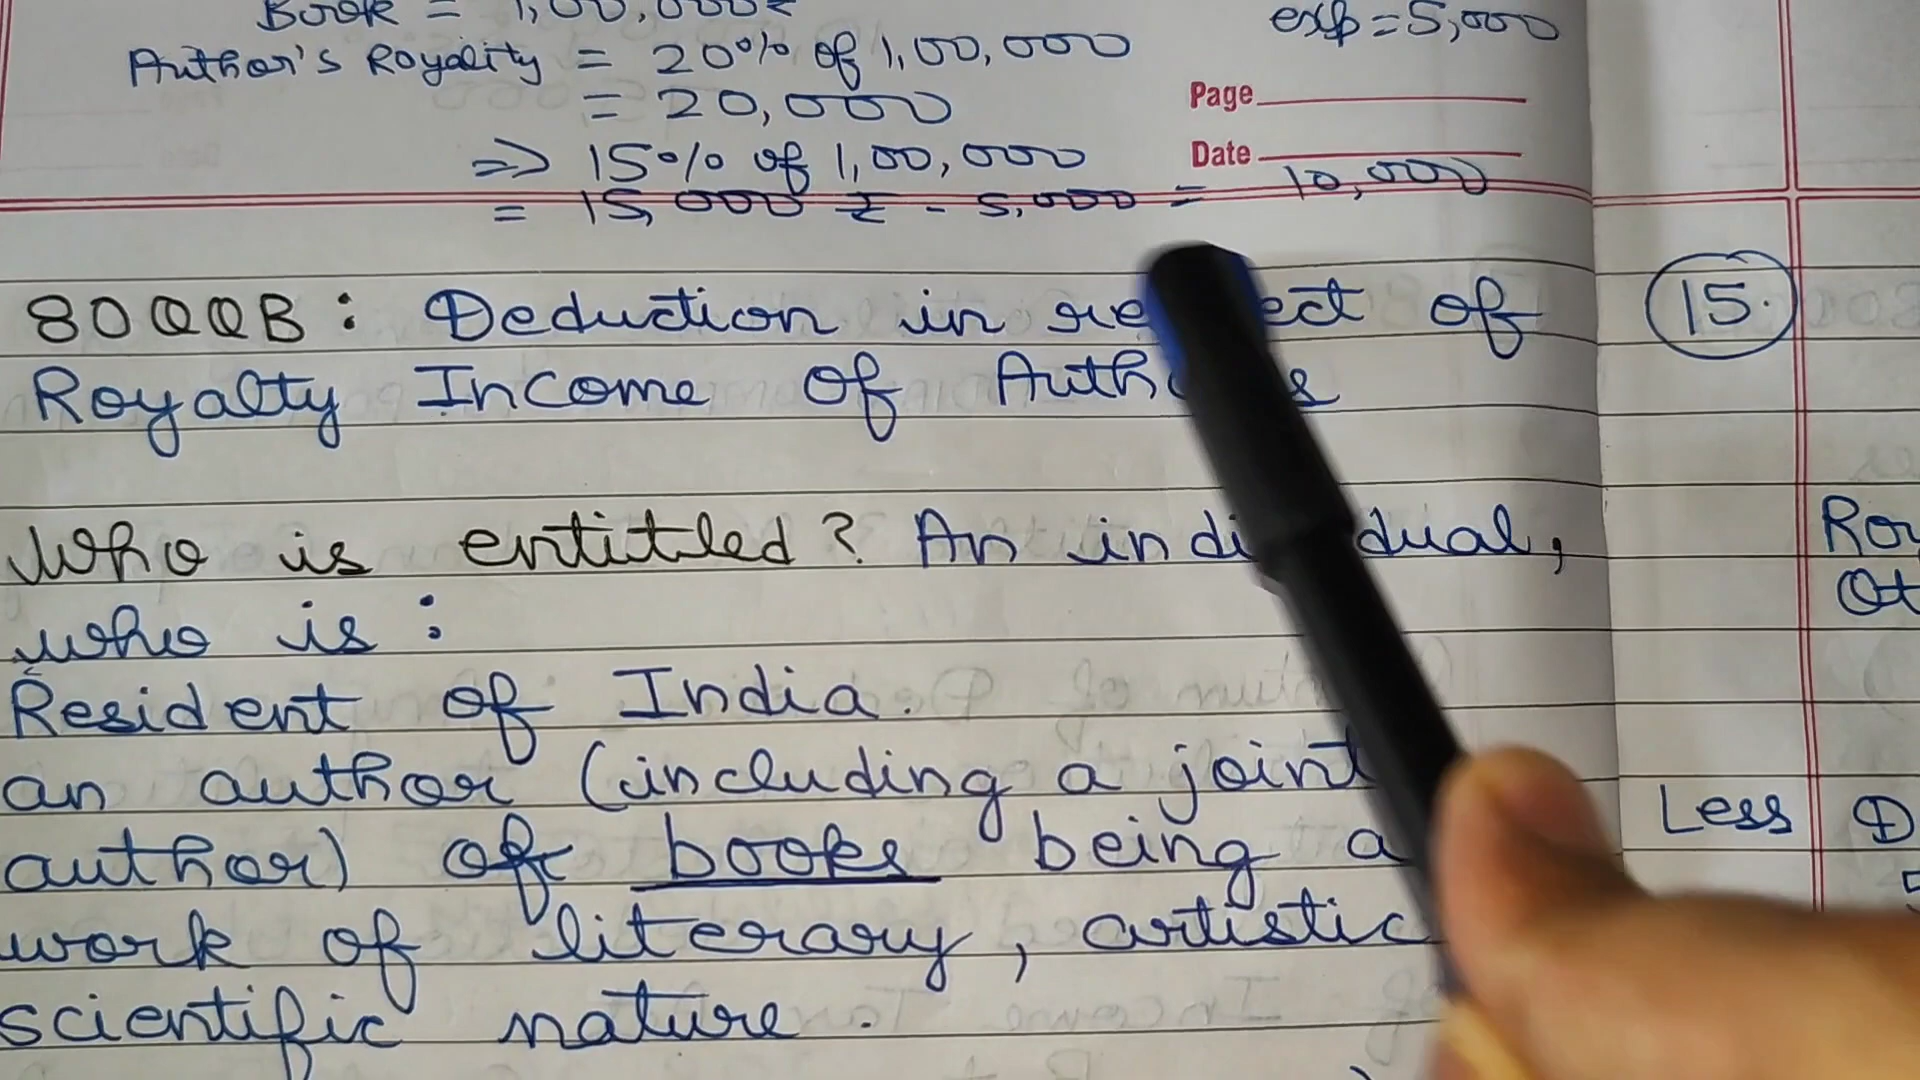 Book = 1,00,000₹
exp = 5,000
Author's Royality = 20% of 1,00,000
= 20,000
Page
⇒ 15% of 1,00,000
Date
= 15,000 ₹ - 5,000 = 10,000
80QQB : Deduction in of
15.
Royalty Income of
Who is entitled? An
who is :
Resident of India.
an author (including a joint
author) of books being a
work of literary, artistic
scientific nature.
Less